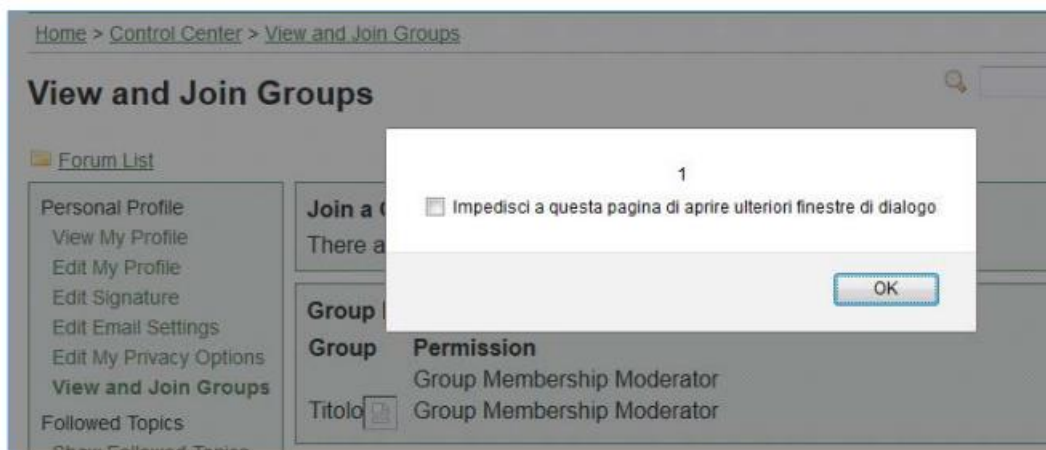 Home > Control Center > View and Join Groups
View and Join Groups
Forum List
Personal Profile
View My Profile
Edit My Profile
Edit Signature
Edit Email Settings
Edit My Privacy Options
View and Join Groups
Followed Topics
Join a
There a
1
Impedisci a questa pagina di aprire ulteriori finestre di dialogo
OK
Group
Group Permission
Group Membership Moderator
Titolo Group Membership Moderator